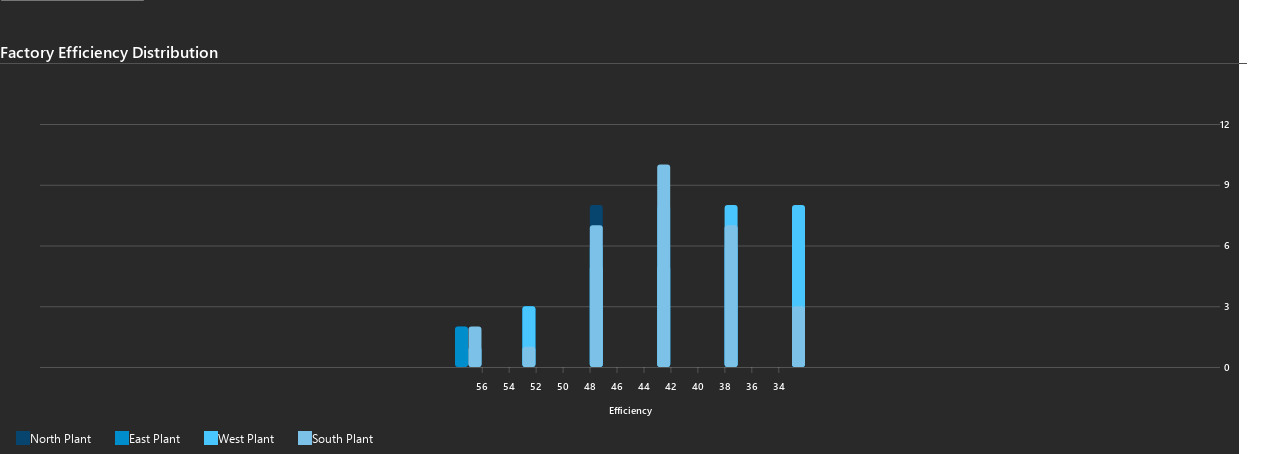 Factory Efficiency Distribution
12
9
6
3
0
56 54 52 50 48 46 44 42 40 38 36 34
Efficiency
North Plant East Plant West Plant South Plant